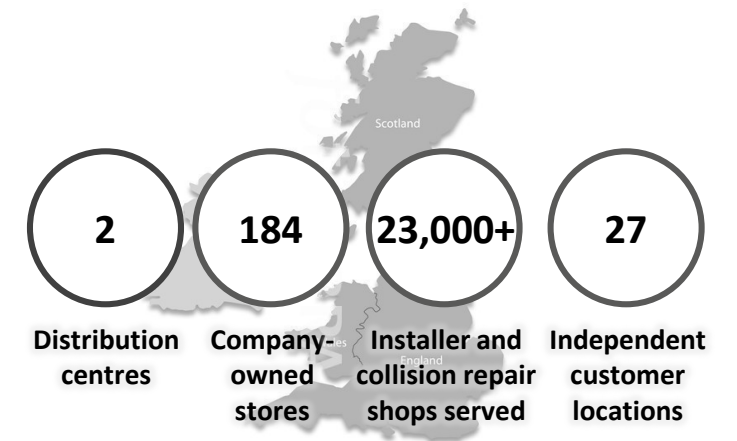 Scotland
2
184
23,000+
27
Distribution
centres
Company-
owned
stores
Installer and
collision repair
shops served
Independent
customer
locations
England